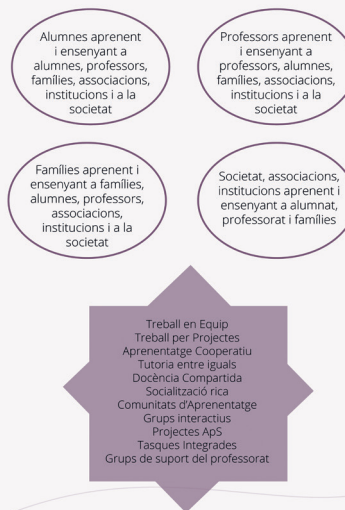 Alumnes aprenent
i ensenyant a
alumnes, professors,
famílies, associacions,
institucions i a la
societat
Professors aprenent
i ensenyant a
professors, alumnes,
famílies, associacions,
institucions i a la
societat
Famílies aprenent i
ensenyant a famílies,
alumnes, professors,
associacions,
institucions i a la
societat
Societat, associacions,
institucions aprenent i
ensenyant a alumnat,
professorat i famílies
Treball en Equip
Treball per Projectes
Aprenentatge Cooperatiu
Tutoria entre iguals
Docència Compartida
Socialització rica
Comunitats d'Aprenentatge
Grups interactius
Projectes ApS
Tasques Integrades
Grups de suport del professorat